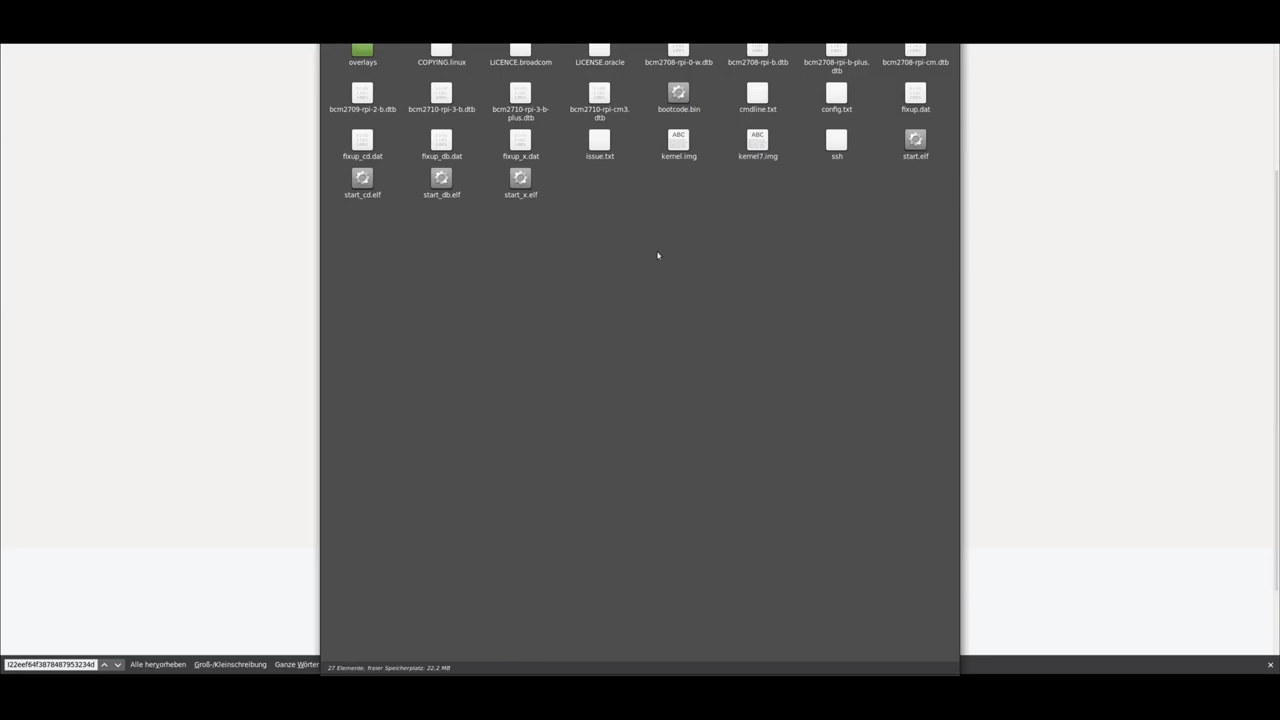 overlays
COPYING.linux
LICENCE.broadcom
LICENSE.oracle
bcm2708-rpi-0-w.dtb
bcm2708-rpi-b.dtb
bcm2708-rpi-b-plus.
dtb
bcm2708-rpi-cm.dtb
bcm2709-rpi-2-b.dtb
bcm2710-rpi-3-b.dtb
bcm2710-rpi-3-b-
plus.dtb
bcm2710-rpi-cm3.
dtb
bootcode.bin
cmdline.txt
config.txt
fixup.dat
fixup_cd.dat
fixup_db.dat
fixup_x.dat
issue.txt
ABC
kernel.img
ABC
kernel7.img
ssh
start.elf
start_cd.elf
start_db.elf
start_x.elf
l22eef64f3878487953234d
Alle hervorheben
Groß-/Kleinschreibung
Ganze Wörter
27 Elemente, freier Speicherplatz: 22,2 MB